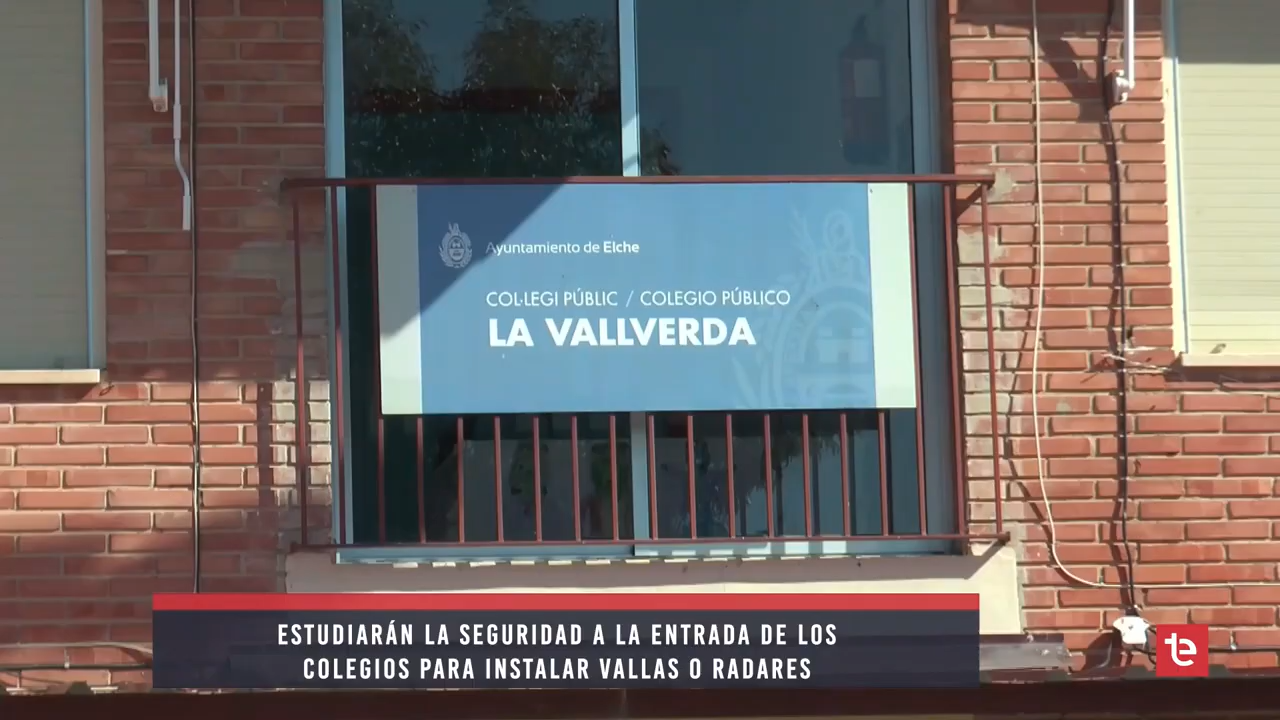 Ayuntamiento de Elche
COL·LEGI PÚBLIC / COLEGIO PÚBLICO
LA VALLVERDA
ESTUDIARÁN LA SEGURIDAD A LA ENTRADA DE LOS
COLEGIOS PARA INSTALAR VALLAS O RADARES
te